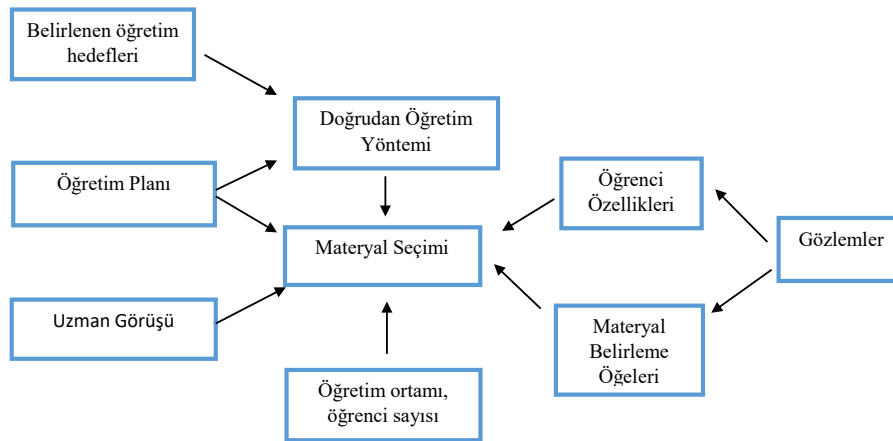 Belirlenen öğretim
hedefleri
Doğrudan Öğretim
Yöntemi
Öğretim Planı
Öğrenci
Özellikleri
Gözlemler
Materyal Seçimi
Uzman Görüşü
Materyal
Belirleme
Öğeleri
Öğretim ortamı,
öğrenci sayısı